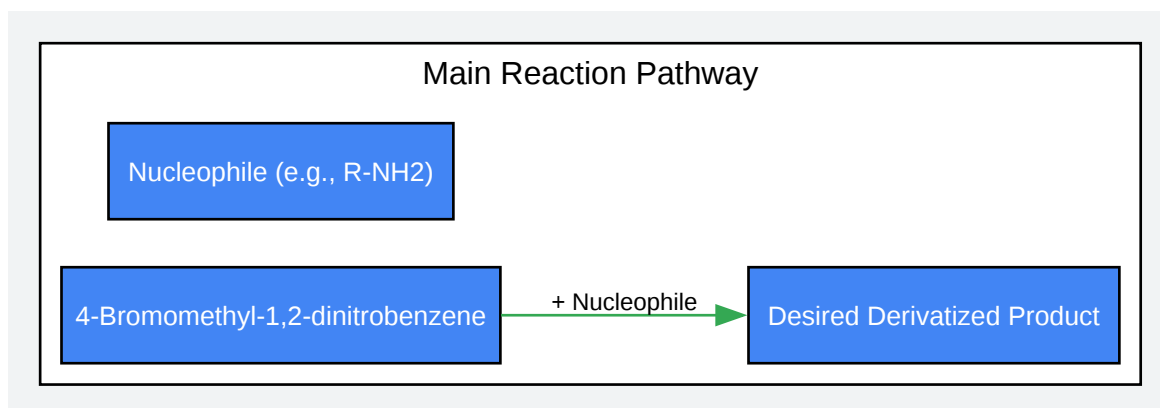 Main Reaction Pathway
Nucleophile (e.g., R-NH2)
4-Bromomethyl-1,2-dinitrobenzene
+ Nucleophile
Desired Derivatized Product